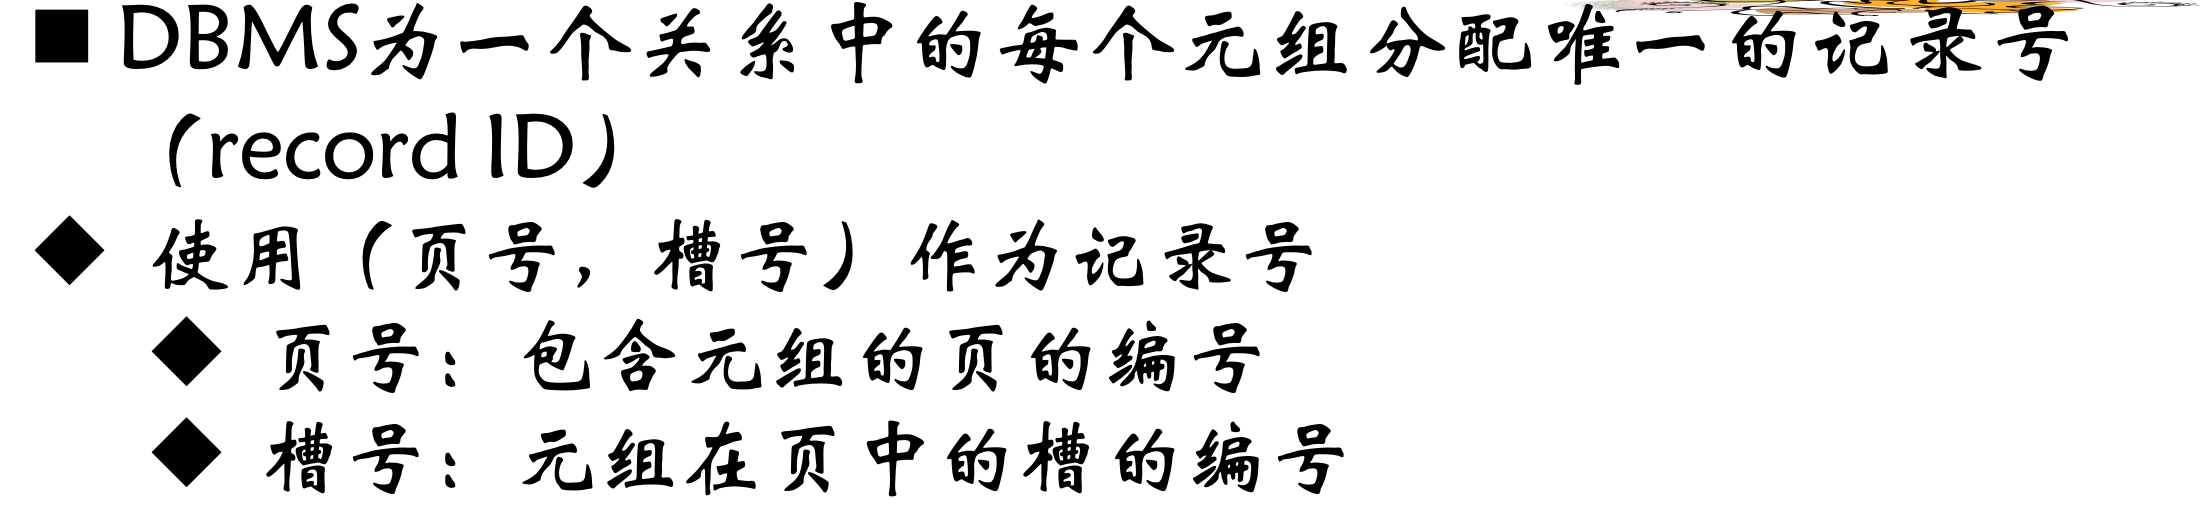 ■ DBMS为一个关系中的每个元组分配唯一的记录号
（record ID）
◆ 使用（页号，槽号）作为记录号
◆ 页号：包含元组的页的编号
◆ 槽号：元组在页中的槽的编号